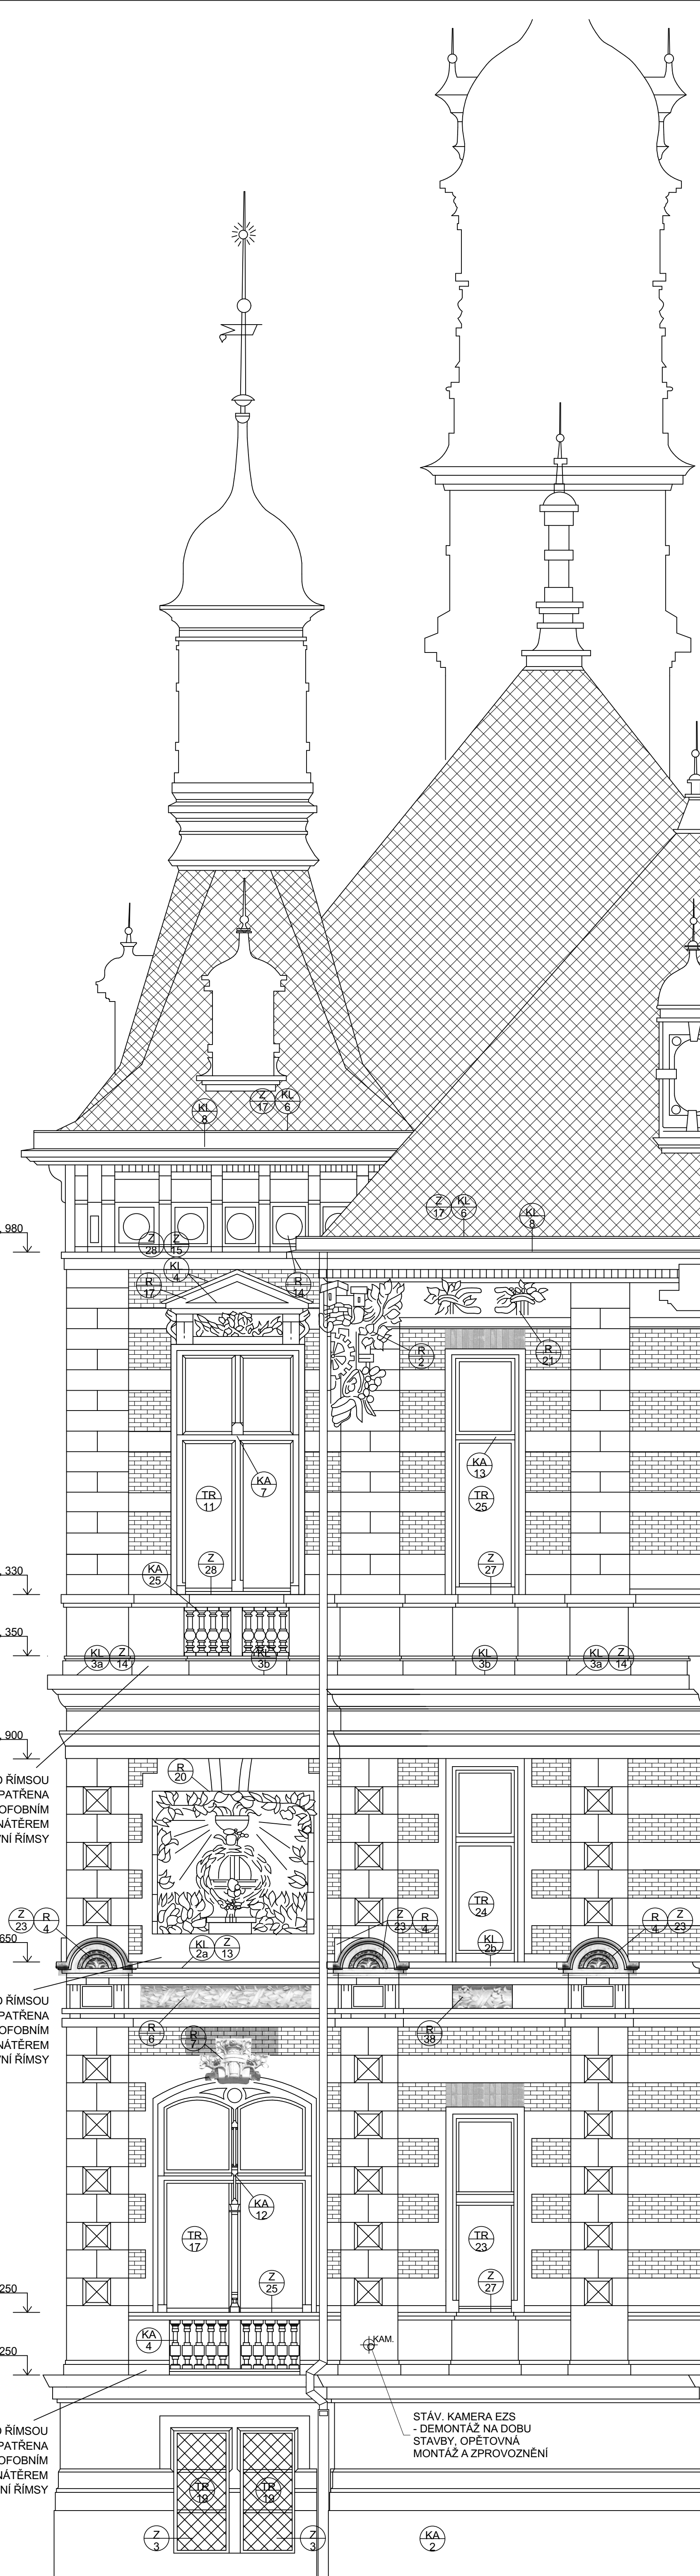 Z KL
17 6
KL
8
Z KL
17 6
KL
8
980
Z Z
28 15
KL
4
R
17
R
14
R
2
R
21
KA
13
KA
7
TR
11
TR
25
Z
28
Z
27
330
KA
25
350
KL Z
3a 14
KL
3b
KL
3b
KL Z
3a 14
900
R
20
ŘÍMSOU
PATŘENA
OFOBNÍM
NÁTĚREM
VNÍ ŘÍMSY
TR
24
Z R
23 4
Z R
23 4
R Z
4 23
650
KL Z
2a 13
KL
2b
ŘÍMSOU
PATŘENA
OFOBNÍM
NÁTĚREM
VNÍ ŘÍMSY
R
6
R
7
R
38
KA
12
TR
17
TR
23
Z
25
Z
27
250
KA
4
KAM.
250
STÁV. KAMERA EZS
- DEMONTÁŽ NA DOBU
STAVBY, OPĚTOVNÁ
MONTÁŽ A ZPROVOZNĚNÍ
ŘÍMSOU
PATŘENA
OFOBNÍM
NÁTĚREM
VNÍ ŘÍMSY
TR
19
TR
19
Z
3
Z
3
KA
2